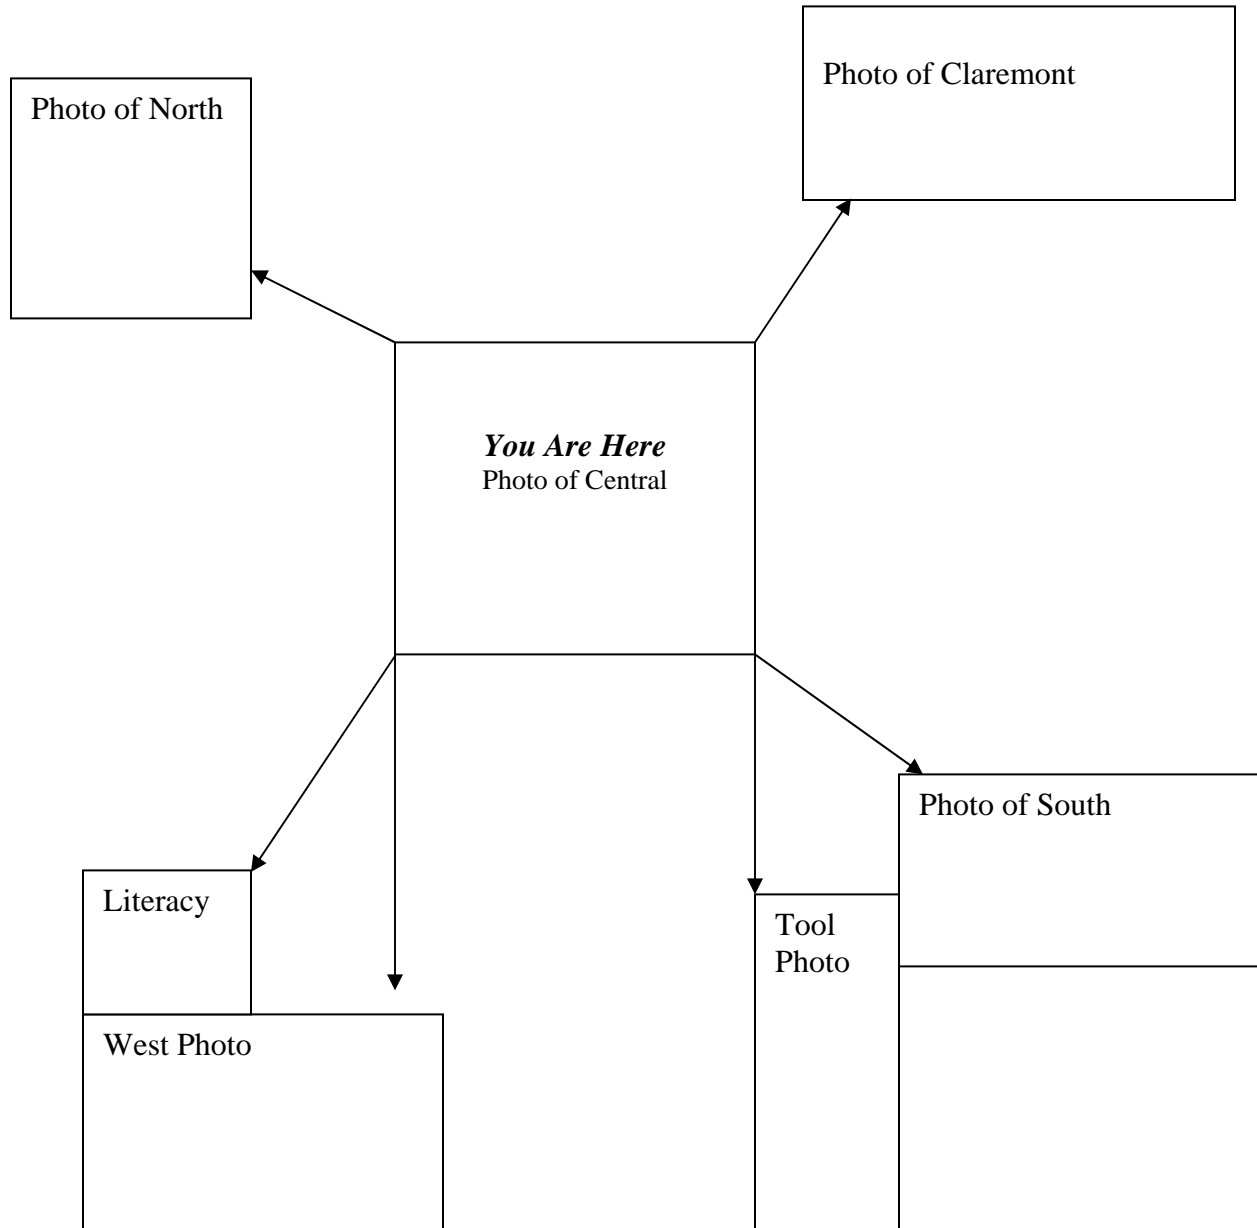 Photo of Claremont
Photo of North
You Are Here
Photo of Central
Photo of South
Literacy
Tool
Photo
West Photo